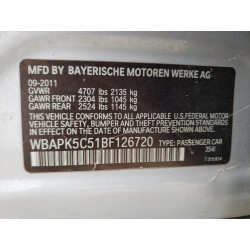 MFD BY BAYERISCHE MOTOREN WERKE AG
09-2011
GVWR 4707 lbs 2135 kg
GAWR FRONT 2304 lbs 1045 kg
GAWR REAR 2524 lbs 1145 kg
THIS VEHICLE CONFORMS TO ALL APPLICABLE U.S. FEDERAL MOTOR
VEHICLE SAFETY, BUMPER, AND THEFT PREVENTION STANDARDS
IN EFFECT ON THE DATE OF MANUFACTURE SHOWN ABOVE.
WBAPK5C51BF126720 TYPE: PASSENGER CAR